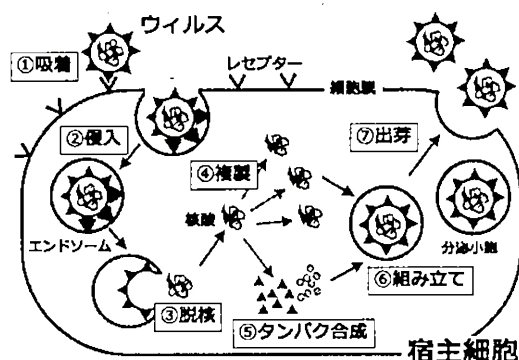 ウィルス
①吸着
レセプター
細胞膜
②侵入
⑦出芽
④複製
核酸
エンドソーム
分泌小胞
⑥組み立て
③脱核
⑤タンパク合成
宿主細胞